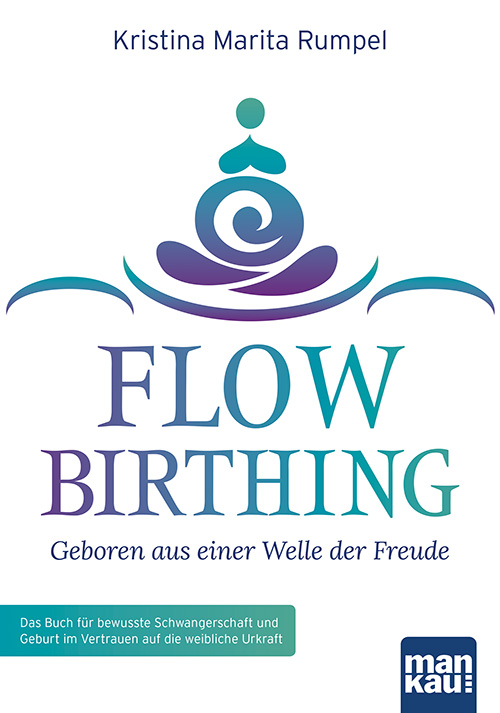 Kristina Marita Rumpel
FLOW
BIRTHING
Geboren aus einer Welle der Freude
Das Buch für bewusste Schwangerschaft und
Geburt im Vertrauen auf die weibliche Urkraft
man
kau